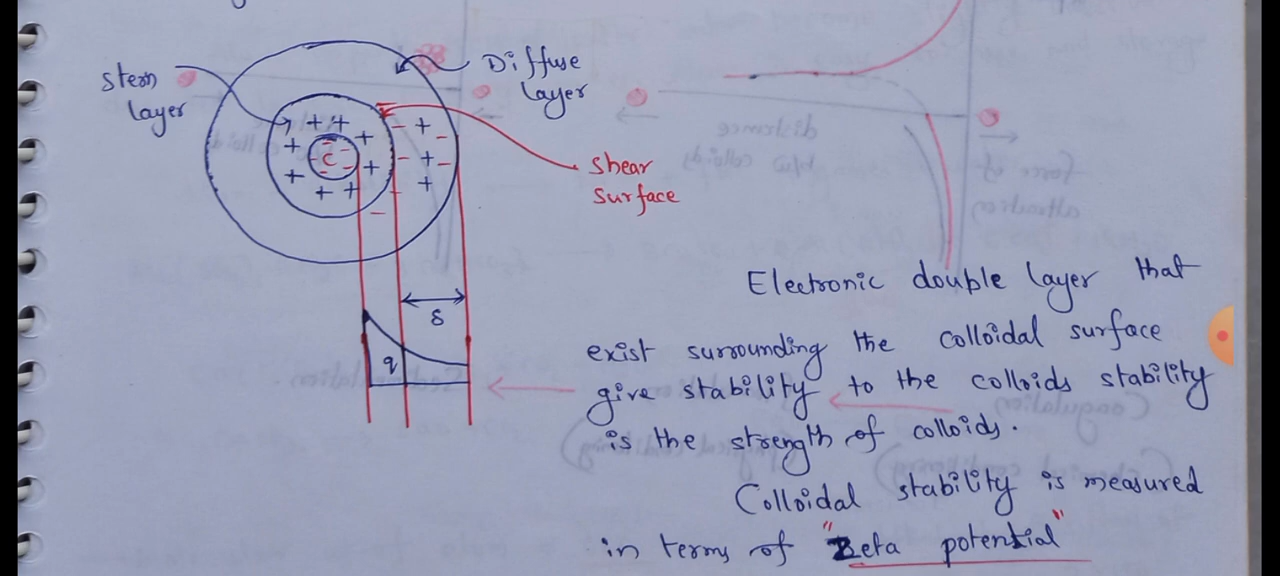 Stern
layer
Diffuse
layer
+ + +
+ + - + -
+ C + - + -
+ + + - +
-
Shear
Surface
δ
q
Electronic double layer that
exist surrounding the colloidal surface
give stability to the colloids stability
is the strength of colloids.
Colloidal stability is measured
in terms of "Zeta potential"